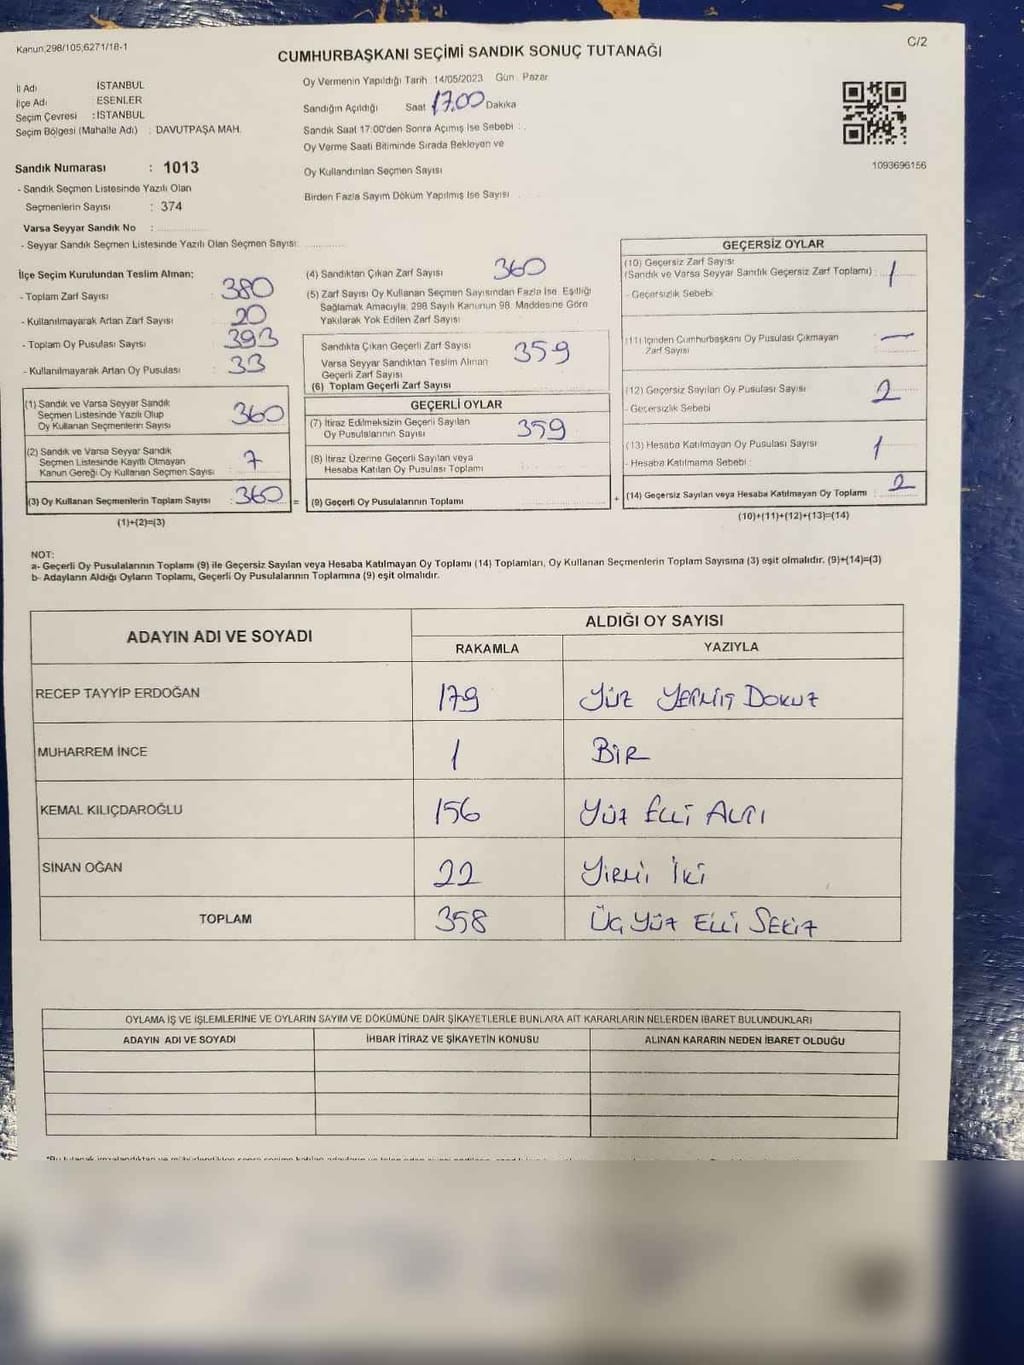 Kanun;298/105;6271/18-1
C/2
CUMHURBAŞKANI SEÇİMİ SANDIK SONUÇ TUTANAĞI
İl Adı İSTANBUL
İlçe Adı ESENLER
Seçim Çevresi : İSTANBUL
Seçim Bölgesi (Mahalle Adı) : DAVUTPAŞA MAH.
Oy Vermenin Yapıldığı Tarih 14/05/2023 Gün Pazar
Sandığın Açıldığı Saat 17.00 Dakika
Sandık Saat 17:00'den Sonra Açımış İse Sebebi :
Oy Verme Saati Bitiminde Sırada Bekleyen ve
Oy Kullandırılan Seçmen Sayısı
Birden Fazla Sayım Döküm Yapılmış İse Sayısı
1093696156
Sandık Numarası : 1013
- Sandık Seçmen Listesinde Yazılı Olan
Seçmenlerin Sayısı : 374
Varsa Seyyar Sandık No :
- Seyyar Sandık Seçmen Listesinde Yazılı Olan Seçmen Sayısı:
İlçe Seçim Kurulundan Teslim Alınan;
- Toplam Zarf Sayısı : 380
- Kullanılmayarak Artan Zarf Sayısı : 20
- Toplam Oy Pusulası Sayısı : 393
- Kullanılmayarak Artan Oy Pusulası : 33
(1) Sandık ve Varsa Seyyar Sandık
Seçmen Listesinde Yazılı Olup
Oy Kullanan Seçmenlerin Sayısı 360
(2) Sandık ve Varsa Seyyar Sandık
Seçmen Listesinde Kayıtlı Olmayan
Kanun Gereği Oy Kullanan Seçmen Sayısı 7
(3) Oy Kullanan Seçmenlerin Toplam Sayısı : 360 =
(1)+(2)=(3)
(4) Sandıktan Çıkan Zarf Sayısı 360
(5) Zarf Sayısı Oy Kullanan Seçmen Sayısından Fazla İse, Eşitliği
Sağlamak Amacıyla, 298 Sayılı Kanunun 98. Maddesine Göre
Yakılarak Yok Edilen Zarf Sayısı
Sandıkta Çıkan Geçerli Zarf Sayısı 359
Varsa Seyyar Sandıktan Teslim Alınan
Geçerli Zarf Sayısı
(6) Toplam Geçerli Zarf Sayısı
GEÇERLİ OYLAR
(7) İtiraz Edilmeksizin Geçerli Sayılan
Oy Pusulalarının Sayısı 359
(8) İtiraz Üzerine Geçerli Sayılan veya
Hesaba Katılan Oy Pusulası Toplamı
(9) Geçerli Oy Pusulalarının Toplamı +
GEÇERSİZ OYLAR
(10) Geçersiz Zarf Sayısı
(Sandık ve Varsa Seyyar Sandık Geçersiz Zarf Toplamı) : 1
- Geçersizlik Sebebi
(11) İçinden Cumhurbaşkanı Oy Pusulası Çıkmayan
Zarf Sayısı —
(12) Geçersiz Sayılan Oy Pusulası Sayısı 2
- Geçersizlik Sebebi :
(13) Hesaba Katılmayan Oy Pusulası Sayısı 1
- Hesaba Katılmama Sebebi :
(14) Geçersiz Sayılan veya Hesaba Katılmayan Oy Toplamı : 2
(10)+(11)+(12)+(13)=(14)
NOT:
a- Geçerli Oy Pusulalarının Toplamı (9) ile Geçersiz Sayılan veya Hesaba Katılmayan Oy Toplamı (14) Toplamları, Oy Kullanan Seçmenlerin Toplam Sayısına (3) eşit olmalıdır. (9)+(14)=(3)
b- Adayların Aldığı Oyların Toplamı, Geçerli Oy Pusulalarının Toplamına (9) eşit olmalıdır.
ADAYIN ADI VE SOYADI
ALDIĞI OY SAYISI
RAKAMLA YAZIYLA
RECEP TAYYİP ERDOĞAN 179 YÜZ YERMİŞ DOKUZ
MUHARREM İNCE 1 BİR
KEMAL KILIÇDAROĞLU 156 YÜZ ELLİ ALTI
SİNAN OĞAN 22 YİRMİ İKİ
TOPLAM 358 ÜÇ YÜZ ELLİ SEKİZ
OYLAMA İŞ VE İŞLEMLERİNE VE OYLARIN SAYIM VE DÖKÜMÜNE DAİR ŞİKAYETLERLE BUNLARA AİT KARARLARIN NELERDEN İBARET BULUNDUKLARI
ADAYIN ADI VE SOYADI İHBAR İTİRAZ VE ŞİKAYETİN KONUSU ALINAN KARARIN NEDEN İBARET OLDUĞU